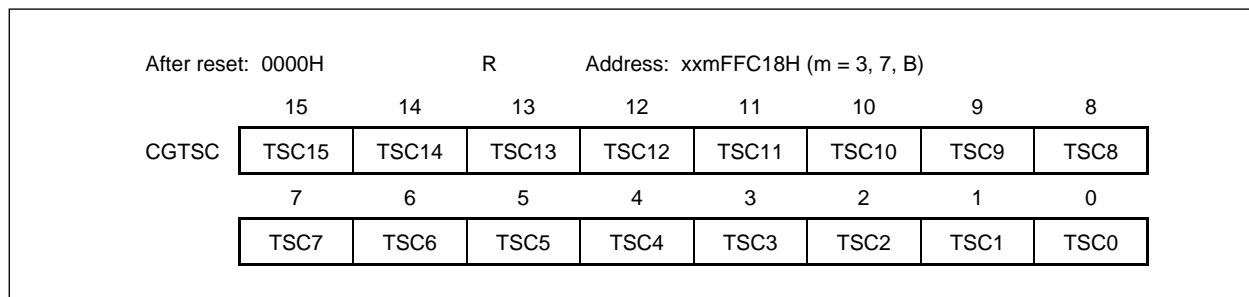 After reset: 0000H R Address: xxmFFC18H (m = 3, 7, B)
15 14 13 12 11 10 9 8
CGTSC TSC15 TSC14 TSC13 TSC12 TSC11 TSC10 TSC9 TSC8
7 6 5 4 3 2 1 0
TSC7 TSC6 TSC5 TSC4 TSC3 TSC2 TSC1 TSC0